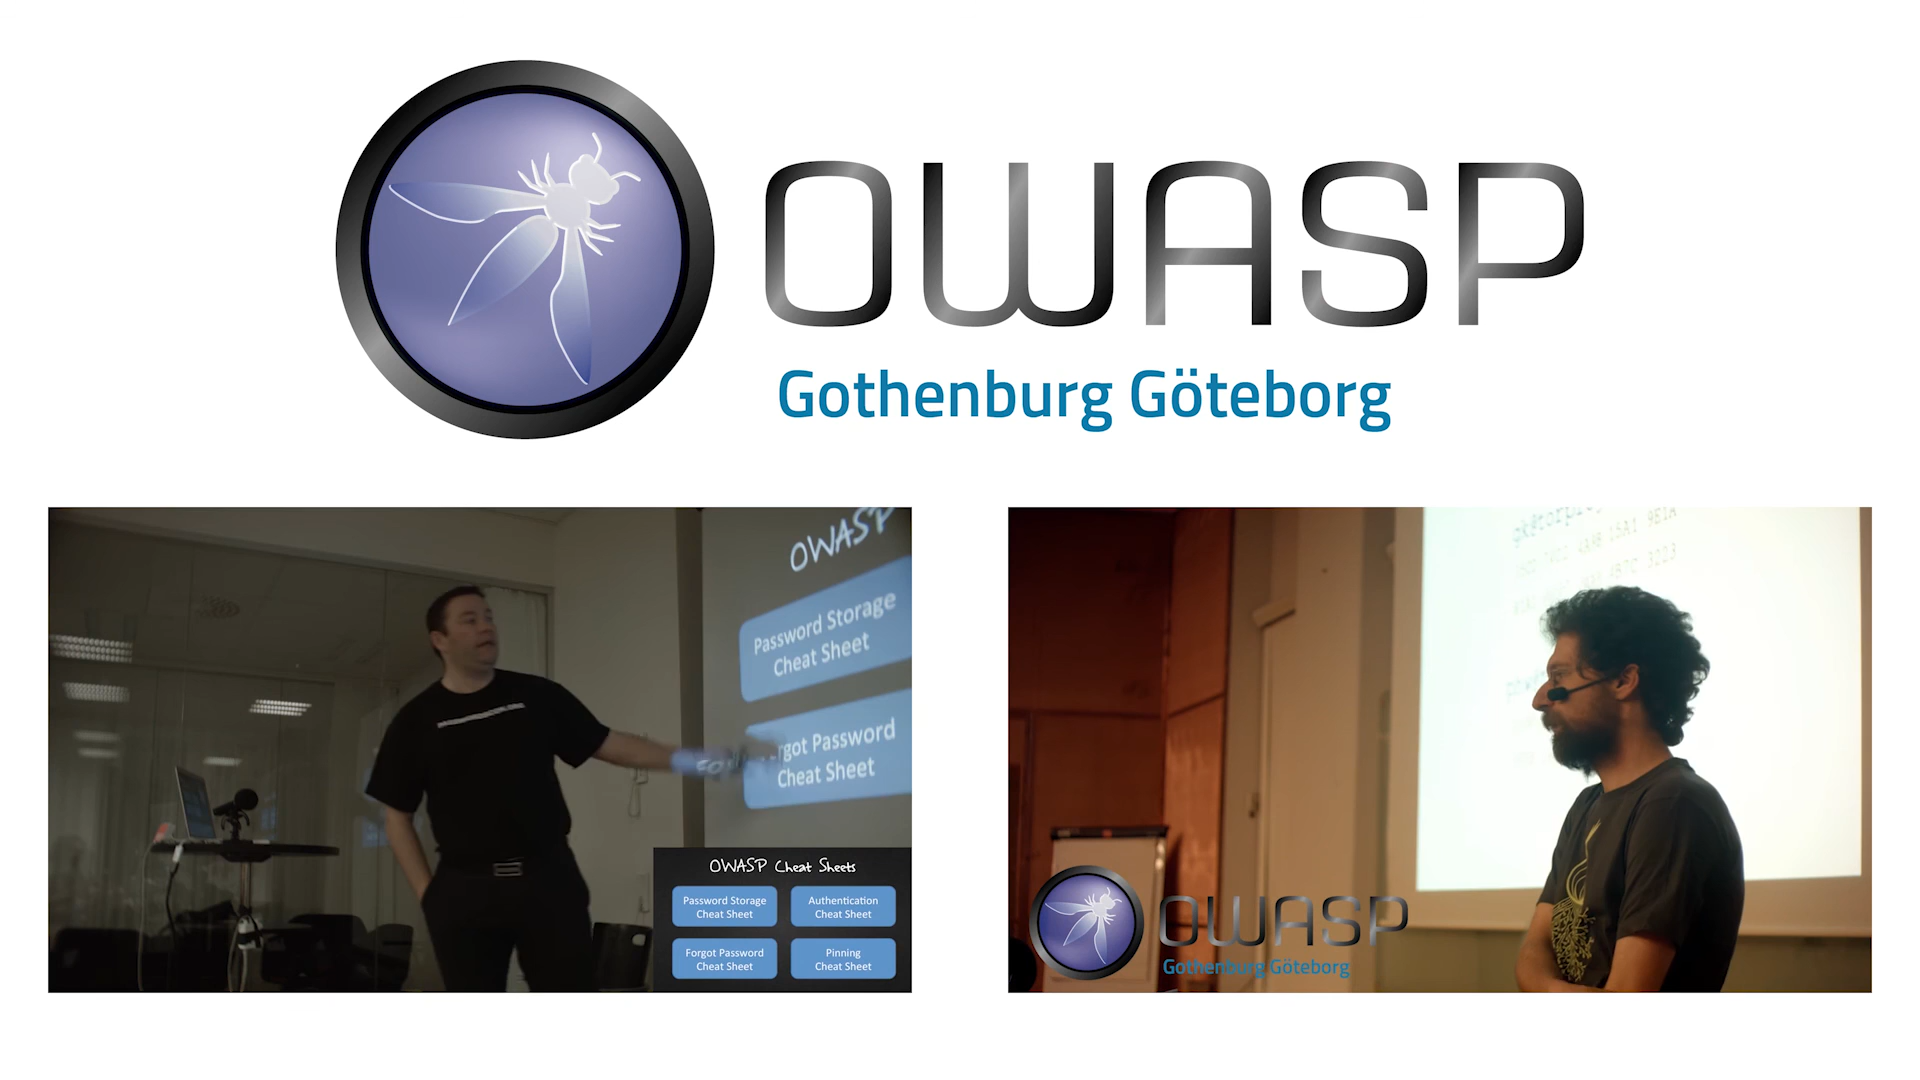 OWASP
Gothenburg Göteborg
OWASP
Password Storage
Cheat Sheet
Password
Cheat Sheet
OWASP Cheat Sheets
Password Storage
Cheat Sheet
Authentication
Cheat Sheet
Forgot Password
Cheat Sheet
Pinning
Cheat Sheet
OWASP
Gothenburg Göteborg